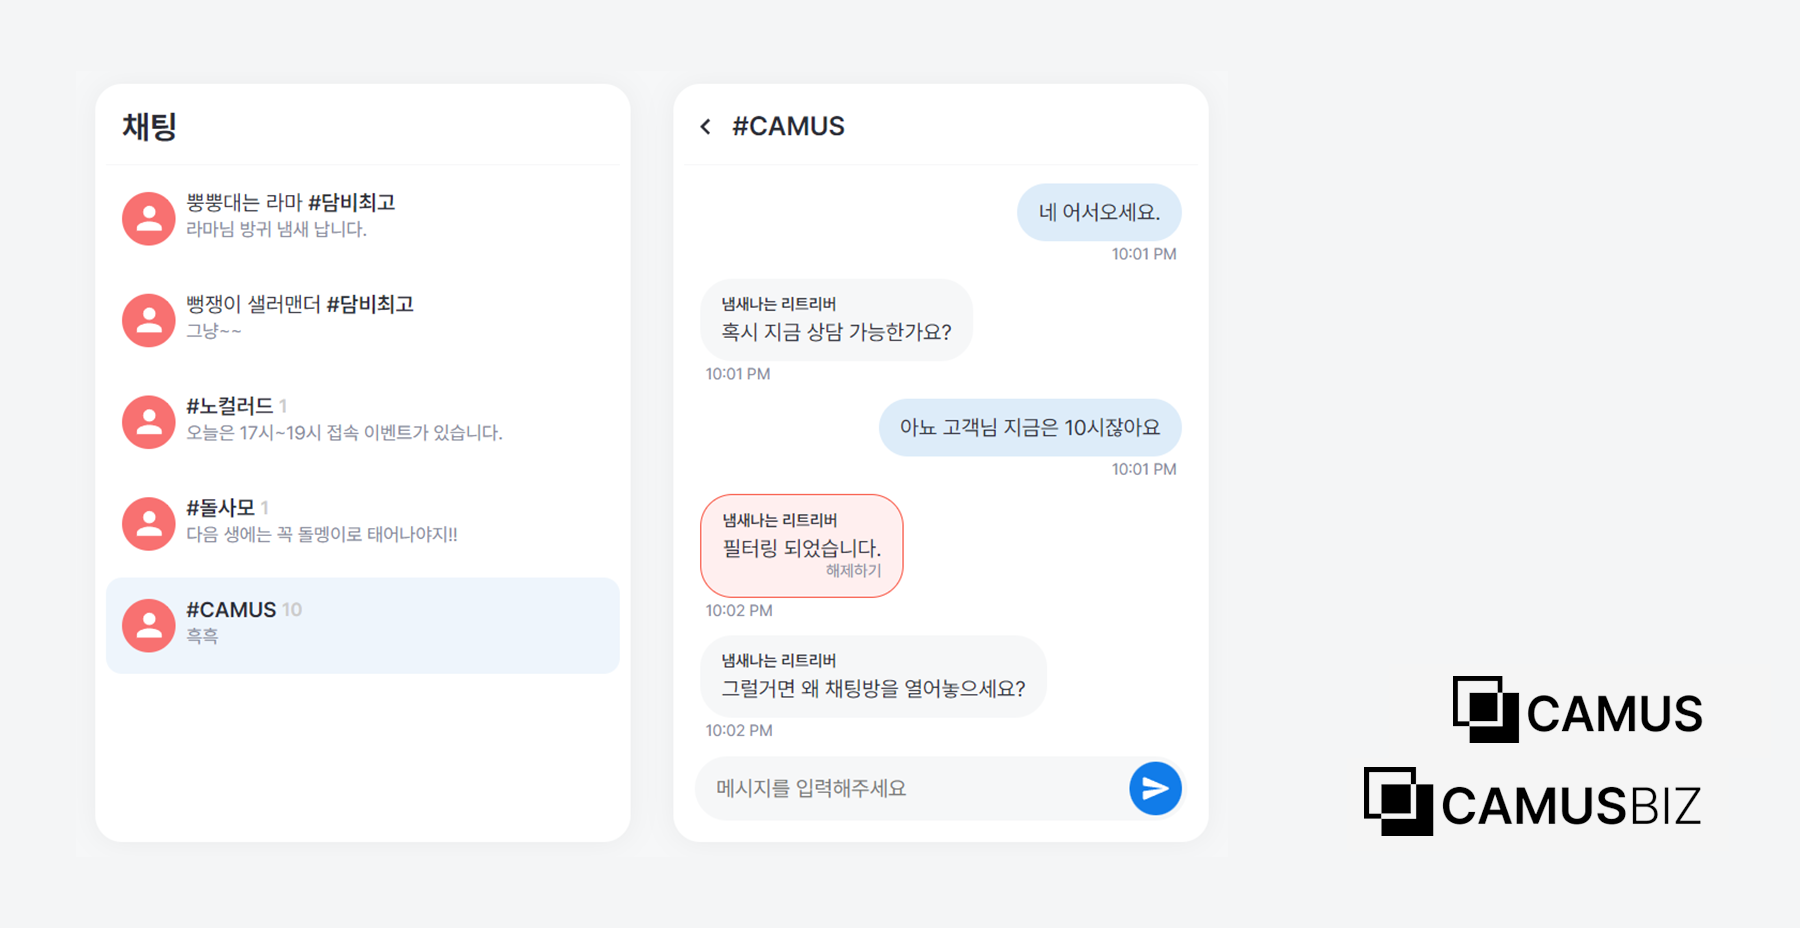 채팅
뿡뿡대는 라마 #담비최고
라마님 방귀 냄새 납니다.
뻥쟁이 샐러맨더 #담비최고
그냥~~
#노컬러드 1
오늘은 17시~19시 접속 이벤트가 있습니다.
#돌사모 1
다음 생에는 꼭 돌멩이로 태어나야지!!
#CAMUS 10
흑흑
#CAMUS
네 어서오세요.
10:01 PM
냄새나는 리트리버
혹시 지금 상담 가능한가요?
10:01 PM
아뇨 고객님 지금은 10시잖아요
10:01 PM
냄새나는 리트리버
필터링 되었습니다.
해제하기
10:02 PM
냄새나는 리트리버
그럴거면 왜 채팅방을 열어놓으세요?
10:02 PM
메시지를 입력해주세요
CAMUS
CAMUSBIZ